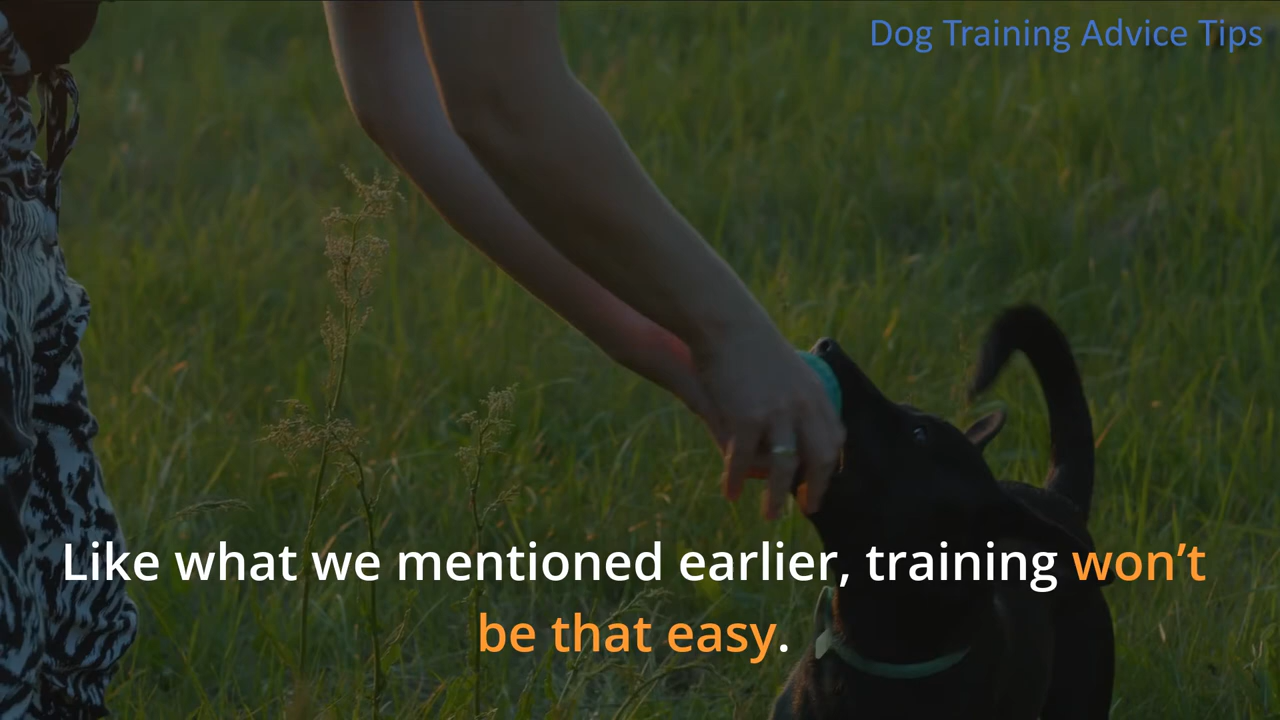 Dog Training Advice Tips
Like what we mentioned earlier, training won’t
be that easy.